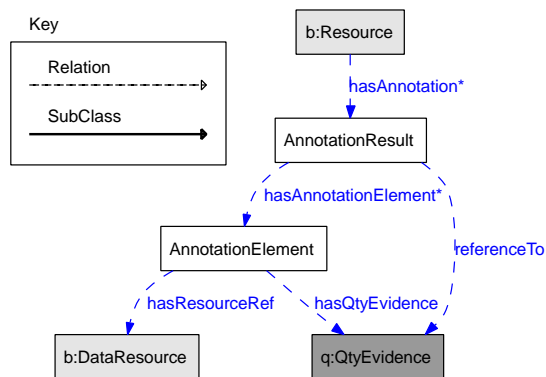 Key
Relation
SubClass
b:Resource
hasAnnotation*
AnnotationResult
hasAnnotationElement*
AnnotationElement
referenceTo
hasResourceRef
hasQtyEvidence
b:DataResource
q:QtyEvidence